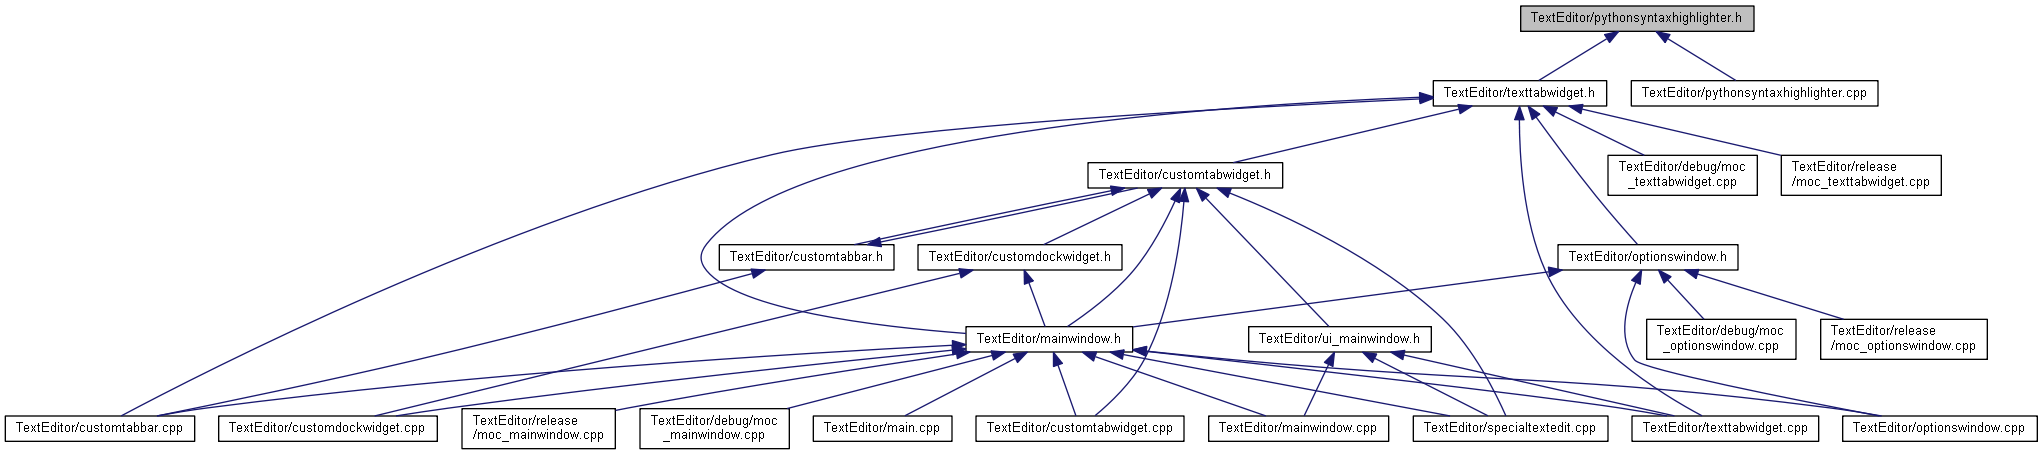 TextEditor/pythonsyntaxhighlighter.h
TextEditor/texttabwidget.h
TextEditor/pythonsyntaxhighlighter.cpp
TextEditor/customtabwidget.h
TextEditor/debug/moc
_texttabwidget.cpp
TextEditor/release
/moc_texttabwidget.cpp
TextEditor/customtabbar.h
TextEditor/customdockwidget.h
TextEditor/optionswindow.h
TextEditor/mainwindow.h
TextEditor/ui_mainwindow.h
TextEditor/debug/moc
_optionswindow.cpp
TextEditor/release
/moc_optionswindow.cpp
TextEditor/customtabbar.cpp
TextEditor/customdockwidget.cpp
TextEditor/release
/moc_mainwindow.cpp
TextEditor/debug/moc
_mainwindow.cpp
TextEditor/main.cpp
TextEditor/customtabwidget.cpp
TextEditor/mainwindow.cpp
TextEditor/specialtextedit.cpp
TextEditor/texttabwidget.cpp
TextEditor/optionswindow.cpp